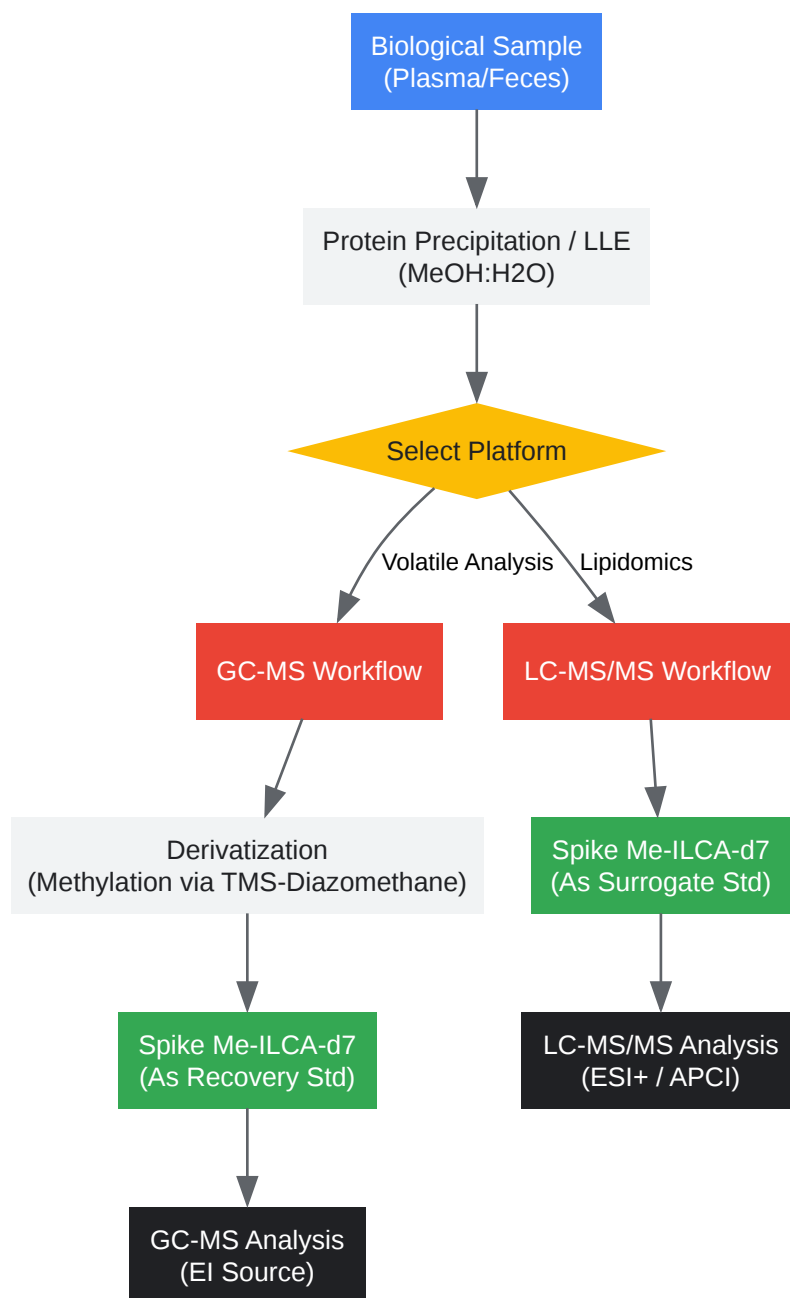 Biological Sample
(Plasma/Feces)
Protein Precipitation / LLE
(MeOH:H2O)
Select Platform
Volatile Analysis
Lipidomics
GC-MS Workflow
LC-MS/MS Workflow
Derivatization
(Methylation via TMS-Diazomethane)
Spike Me-ILCA-d7
(As Surrogate Std)
Spike Me-ILCA-d7
(As Recovery Std)
LC-MS/MS Analysis
(ESI+ / APCI)
GC-MS Analysis
(EI Source)